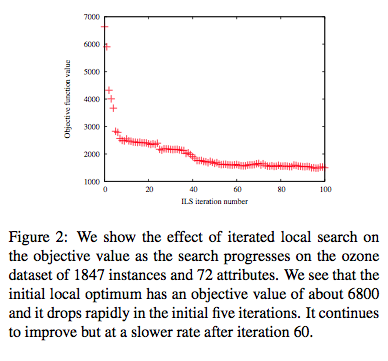 7000
6000
5000
4000
3000
2000
1000
Objective function value
0 20 40 60 80 100
ILS iteration number
Figure 2: We show the effect of iterated local search on
the objective value as the search progresses on the ozone
dataset of 1847 instances and 72 attributes. We see that the
initial local optimum has an objective value of about 6800
and it drops rapidly in the initial five iterations. It continues
to improve but at a slower rate after iteration 60.